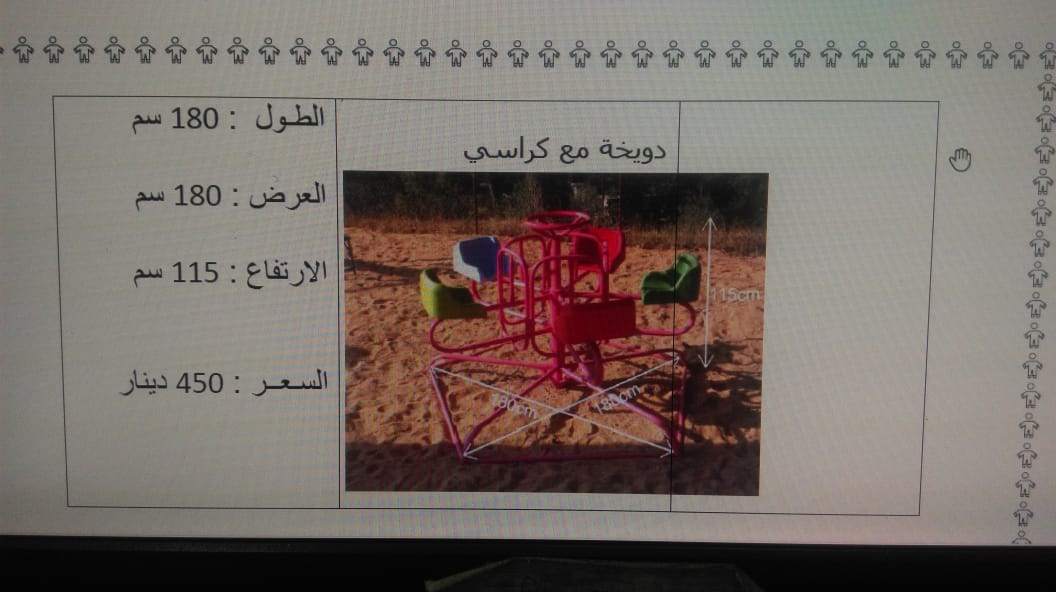 دويخة مع كراسي
الطول : 180 سم
العرض : 180 سم
الارتفاع : 115 سم
السعر : 450 دينار
115cm
180cm
180cm